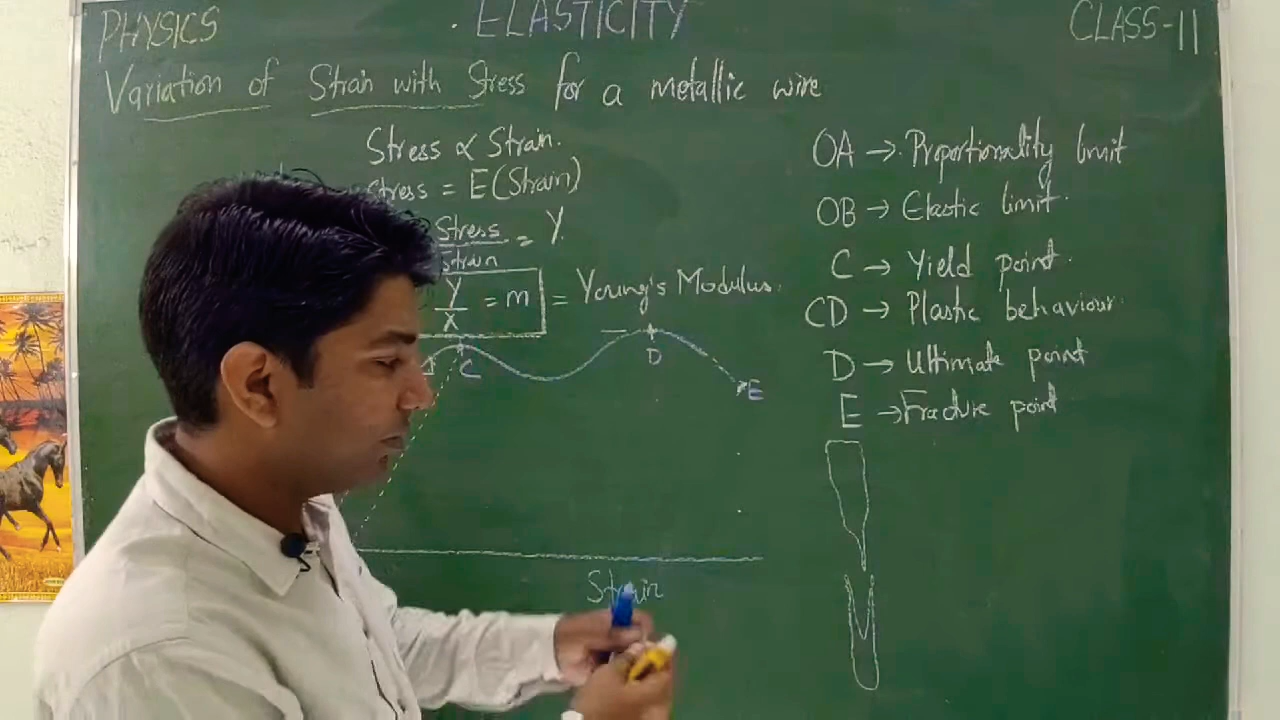 PHYSICS
ELASTICITY
CLASS-11
Variation of Strain with Stress for a metallic wire
Stress ∝ Strain.
Stress = E(Strain)
Stress
Strain
= Y.
Y
X
= m
= Young's Modulus.
C
D
E
Strain
OA → Proportionality limit
OB → Elastic limit.
C → Yield point.
CD → Plastic behaviour.
D → Ultimate point
E → Fracture point